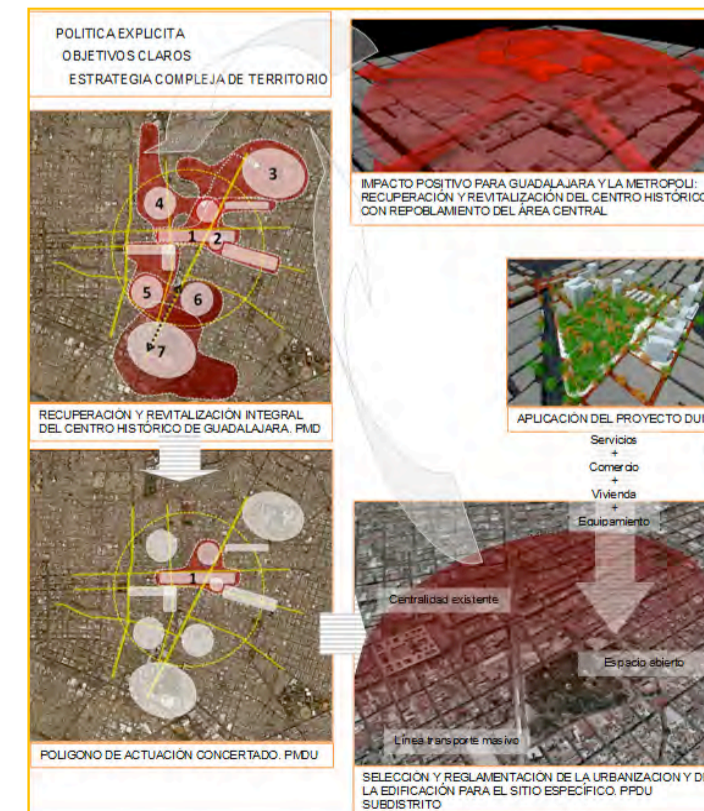 POLITICA EXPLICITA
OBJETIVOS CLAROS
ESTRATEGIA COMPLEJA DE TERRITORIO
3
4
1
2
5
6
7
RECUPERACIÓN Y REVITALIZACIÓN INTEGRAL
DEL CENTRO HISTÓRICO DE GUADALAJARA. PMD
1
POLIGONO DE ACTUACIÓN CONCERTADO. PMDU
IMPACTO POSITIVO PARA GUADALAJARA Y LA METROPOLI:
RECUPERACIÓN Y REVITALIZACIÓN DEL CENTRO HISTÓRICO
CON REPOBLAMIENTO DEL ÁREA CENTRAL
APLICACIÓN DEL PROYECTO
Servicios
+
Comercio
+
Vivienda
+
Equipamiento
Centralidad existente
Espacio abierto
Línea transporte masivo
SELECCIÓN Y REGLAMENTACIÓN DE LA URBANIZACION Y
LA EDIFICACIÓN PARA EL SITIO ESPECÍFICO. PPDU
SUBDISTRITO